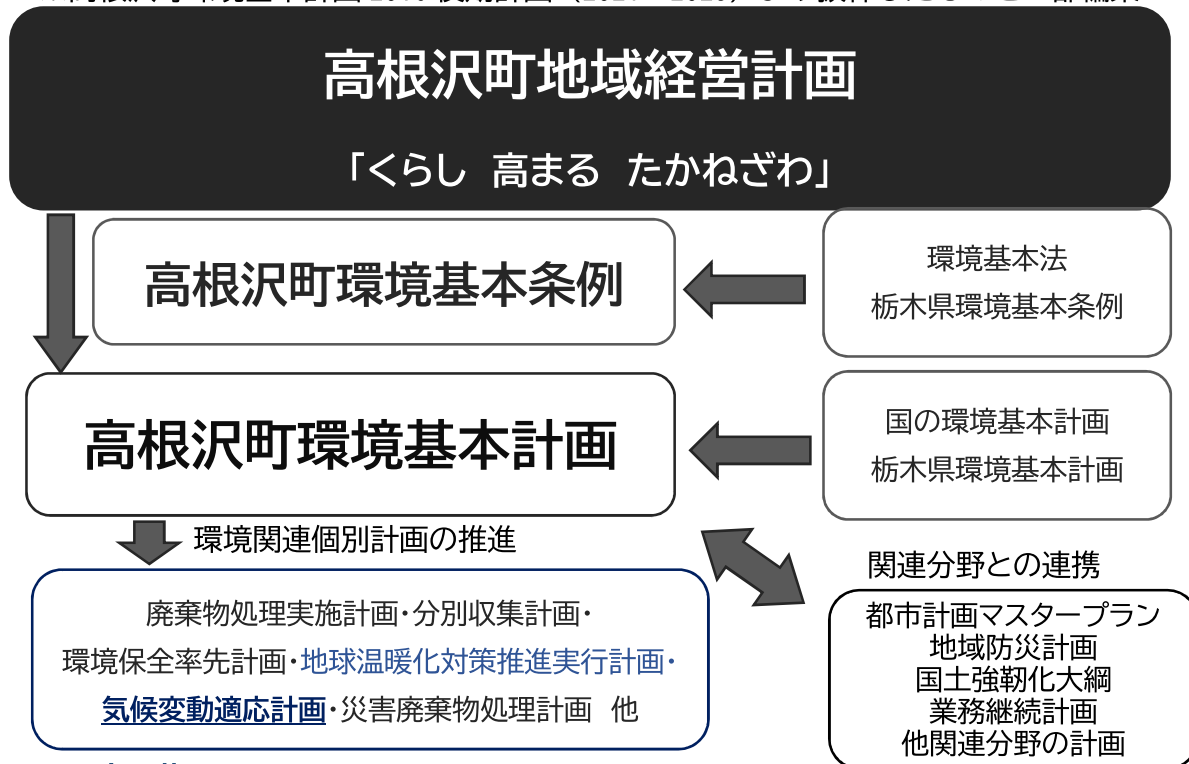 高根沢町地域経営計画
「くらし 高まる たかねざわ」
高根沢町環境基本条例
環境基本法
栃木県環境基本条例
高根沢町環境基本計画
国の環境基本計画
栃木県環境基本計画
環境関連個別計画の推進
関連分野との連携
廃棄物処理実施計画・分別収集計画・
環境保全率先計画・地球温暖化対策推進実行計画・
気候変動適応計画・災害廃棄物処理計画 他
都市計画マスタープラン
地域防災計画
国土強靭化大綱
業務継続計画
他関連分野の計画